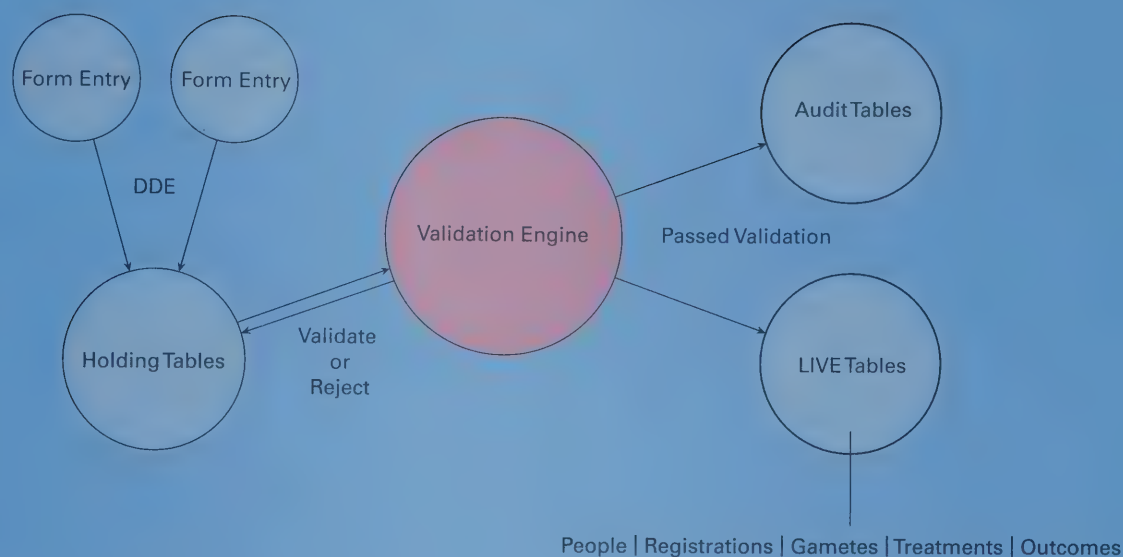 Form Entry
Form Entry
DDE
Holding Tables
Validate
or
Reject
Validation Engine
Passed Validation
Audit Tables
LIVE Tables
People | Registrations | Gametes | Treatments | Outcomes